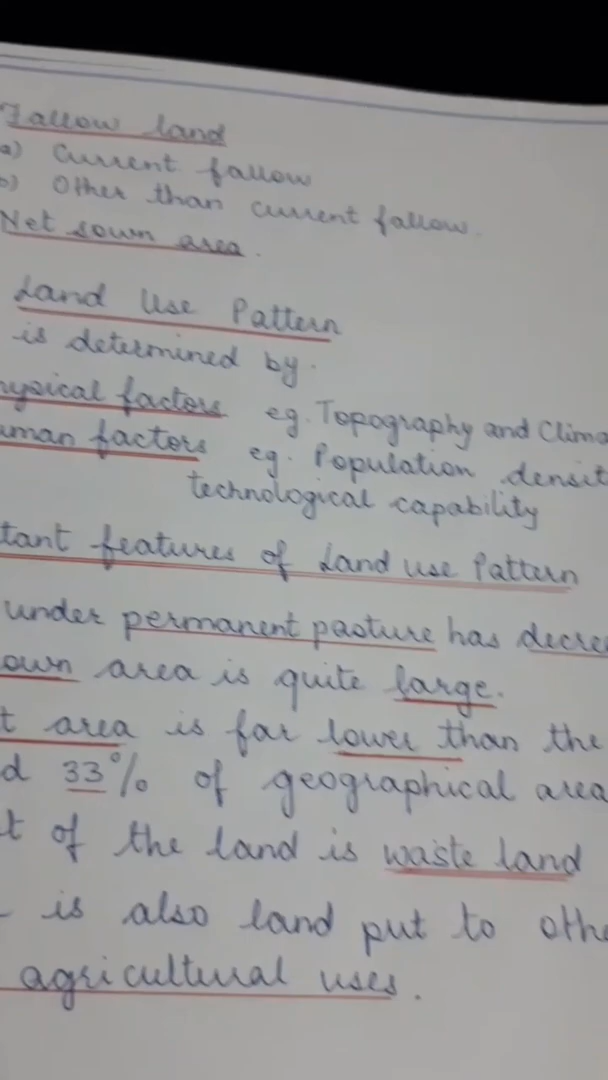 Fallow land
a) Current fallow
b) Other than current fallow.
Net sown area.
Land Use Pattern
is determined by.
hysical factors eg. Topography and Clima
uman factors eg. Population densit
technological capability
tant features of Land use Pattern
under permanent pasture has decre
own area is quite large.
t area is far lower than the
d 33% of geographical area
t of the land is waste land
is also land put to othe
agricultural uses.